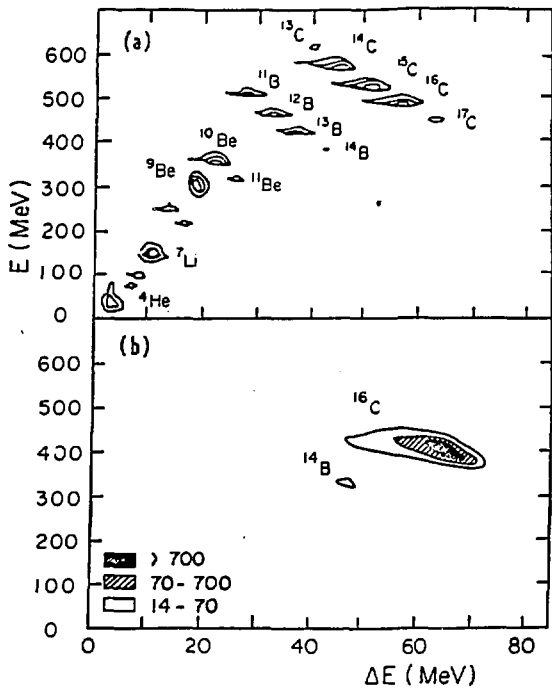 (a)
¹³C
¹⁴C
¹⁵C
¹⁶C
¹⁷C
¹¹B
¹²B
¹³B
¹⁴B
¹⁰Be
⁹Be
¹¹Be
⁷Li
⁴He
600
500
400
300
200
100
0
E (MeV)
(b)
¹⁶C
¹⁴B
600
500
400
300
200
100
0
> 700
70 - 700
14 - 70
0 20 40 60 80
ΔE (MeV)